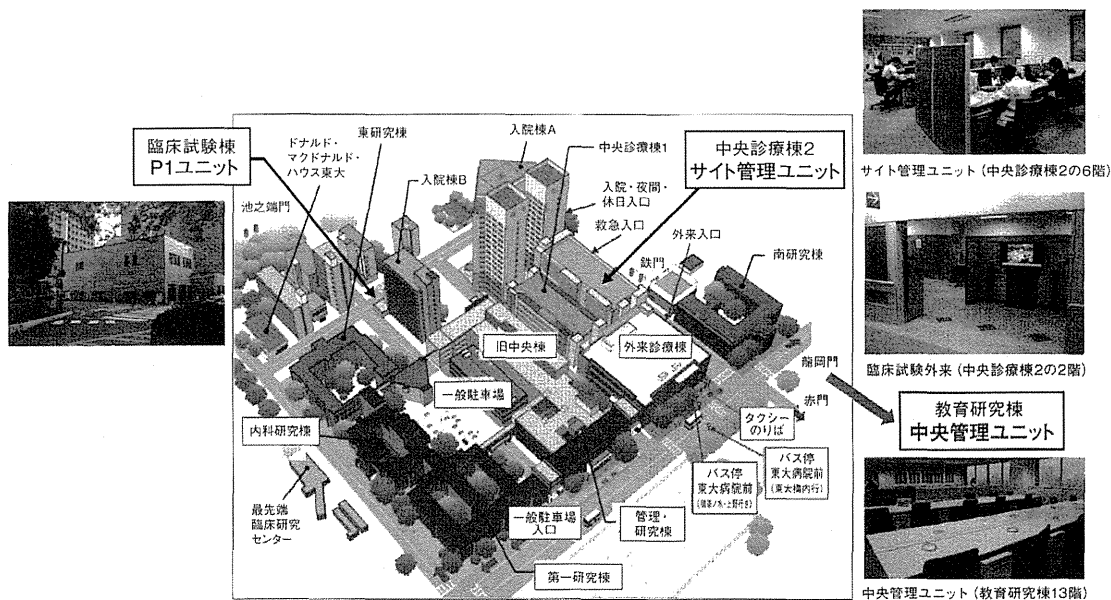 臨床試験棟
P1ユニット
ドナルド・
マクドナルド・
ハウス東大
東研究棟
入院棟A
中央診療棟1
中央診療棟2
サイト管理ユニット
サイト管理ユニット（中央診療棟2の6階）
池之端門
入院棟B
入院・夜間・
休日入口
救急入口
外来入口
鉄門
南研究棟
旧中央棟
外来診療棟
臨床試験外来（中央診療棟2の2階）
龍岡門
赤門
一般駐車場
教育研究棟
中央管理ユニット
内科研究棟
タクシー
のりば
バス停
東大病院前
（東大構内行）
バス停
東大病院前
最先端
臨床研究
センター
一般駐車場
入口
管理・
研究棟
第一研究棟
中央管理ユニット（教育研究棟13階）